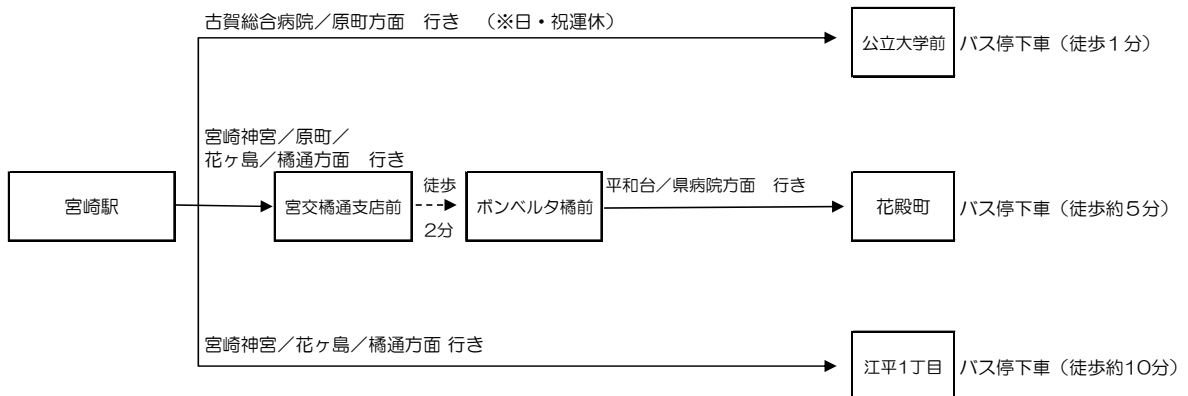 古賀総合病院／原町方面　行き　（※日・祝運休）
公立大学前
バス停下車（徒歩１分）
宮崎神宮／原町／
花ヶ島／橘通方面　行き
宮崎駅
宮交橘通支店前
徒歩
2分
ボンベルタ橘前
平和台／県病院方面　行き
花殿町
バス停下車（徒歩約５分）
宮崎神宮／花ヶ島／橘通方面 行き
江平1丁目
バス停下車（徒歩約10分）